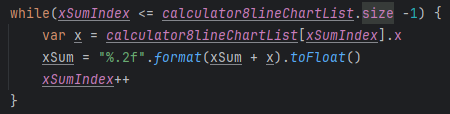 while(xSumIndex <= calculator8lineChartList.size -1) {
    var x = calculator8lineChartList[xSumIndex].x
    xSum = "%.2f".format(xSum + x).toFloat()
    xSumIndex++
}